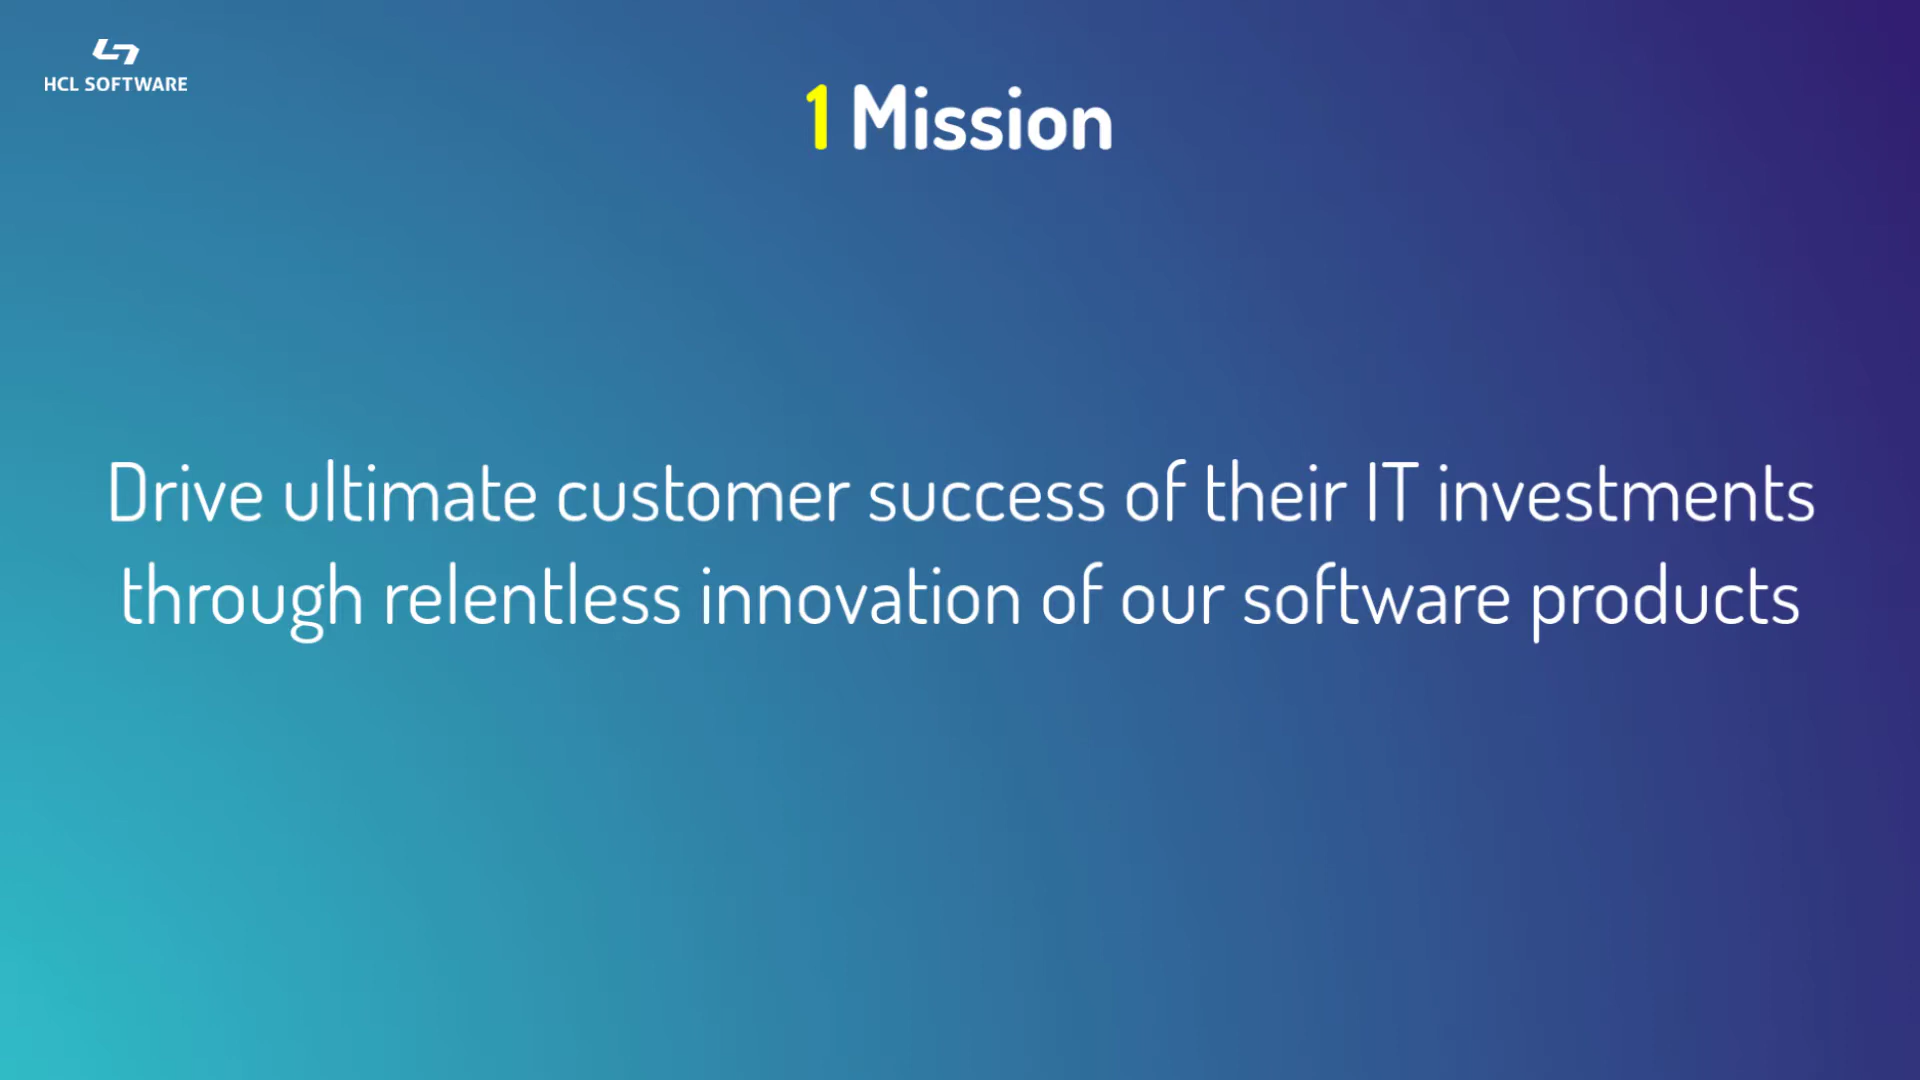 HCL SOFTWARE
1 Mission
Drive ultimate customer success of their IT investments
through relentless innovation of our software products